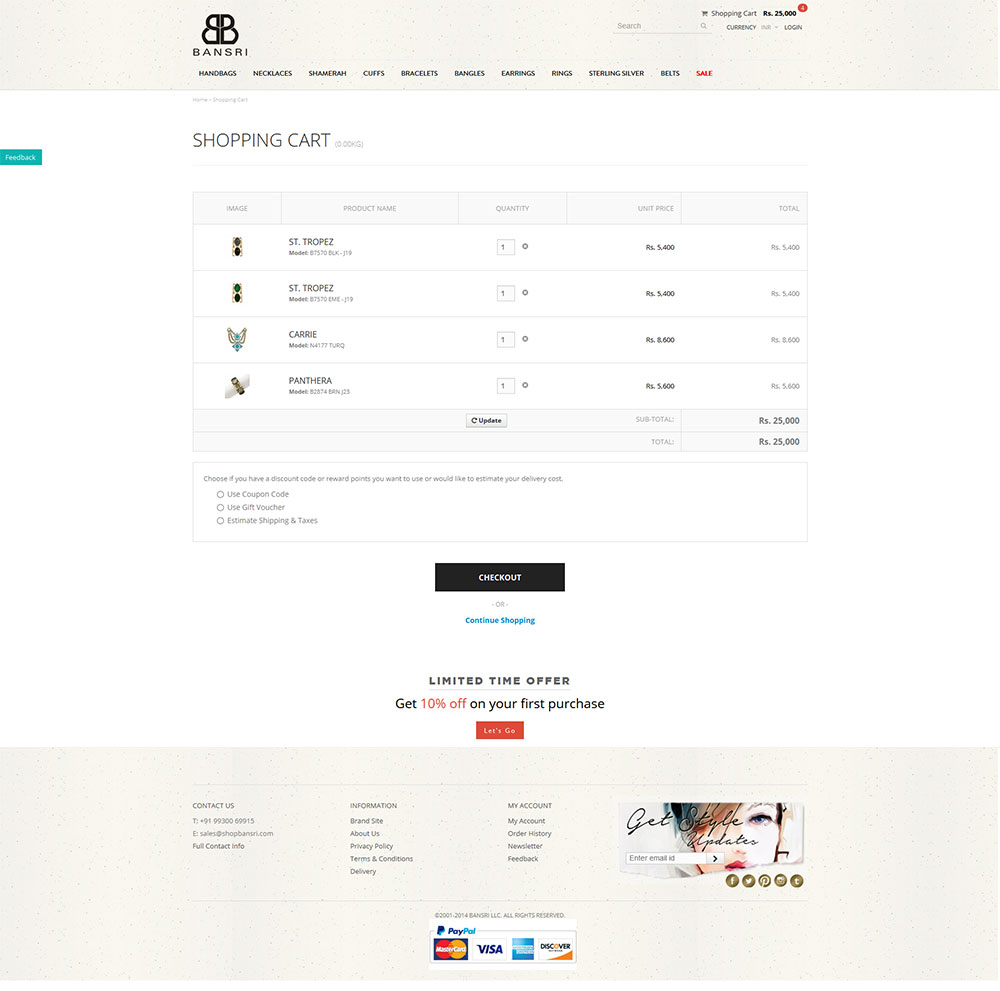 Shopping Cart Rs. 25,000 4
Search
CURRENCY INR LOGIN
BANSRI
HANDBAGS NECKLACES SHAMERAH CUFFS BRACELETS BANGLES EARRINGS RINGS STERLING SILVER BELTS SALE
Home » Shopping Cart
SHOPPING CART (0.00KG)
Feedback
IMAGE PRODUCT NAME QUANTITY UNIT PRICE TOTAL
ST. TROPEZ
Model: B7570 BLK - J19
1 Rs. 5,400 Rs. 5,400
ST. TROPEZ
Model: B7570 EME - J19
1 Rs. 5,400 Rs. 5,400
CARRIE
Model: N4177 TURQ
1 Rs. 8,600 Rs. 8,600
PANTHERA
Model: B2874 BRN J25
1 Rs. 5,600 Rs. 5,600
Update SUB-TOTAL: Rs. 25,000
TOTAL: Rs. 25,000
Choose if you have a discount code or reward points you want to use or would like to estimate your delivery cost.
Use Coupon Code
Use Gift Voucher
Estimate Shipping & Taxes
CHECKOUT
- OR -
Continue Shopping
LIMITED TIME OFFER
Get 10% off on your first purchase
Let's Go
CONTACT US
T: +91 99300 69915
E: sales@shopbansri.com
Full Contact Info
INFORMATION
Brand Site
About Us
Privacy Policy
Terms & Conditions
Delivery
MY ACCOUNT
My Account
Order History
Newsletter
Feedback
Get Style
Updates
Enter email id
©2001-2014 BANSRI LLC. ALL RIGHTS RESERVED.
PayPal
MasterCard VISA DISCOVER